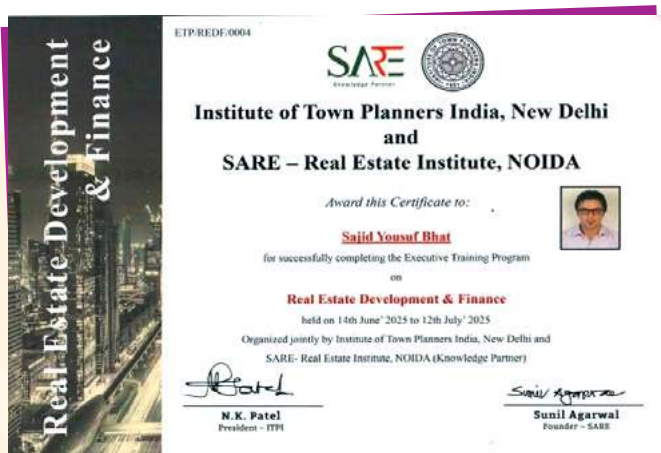 Real Estate Development
& Finance
ETP/REDF/0004
SARE
Knowledge Partner
Institute of Town Planners India, New Delhi
and
SARE – Real Estate Institute, NOIDA
Award this Certificate to:
Sajid Yousuf Bhat
for successfully completing the Executive Training Program
on
Real Estate Development & Finance
held on 14th June' 2025 to 12th July' 2025
Organized jointly by Institute of Town Planners India, New Delhi and
SARE- Real Estate Institute, NOIDA (Knowledge Partner)
N.K. Patel
President – ITPI
Sunil Agarwal
Sunil Agarwal
Founder – SARE